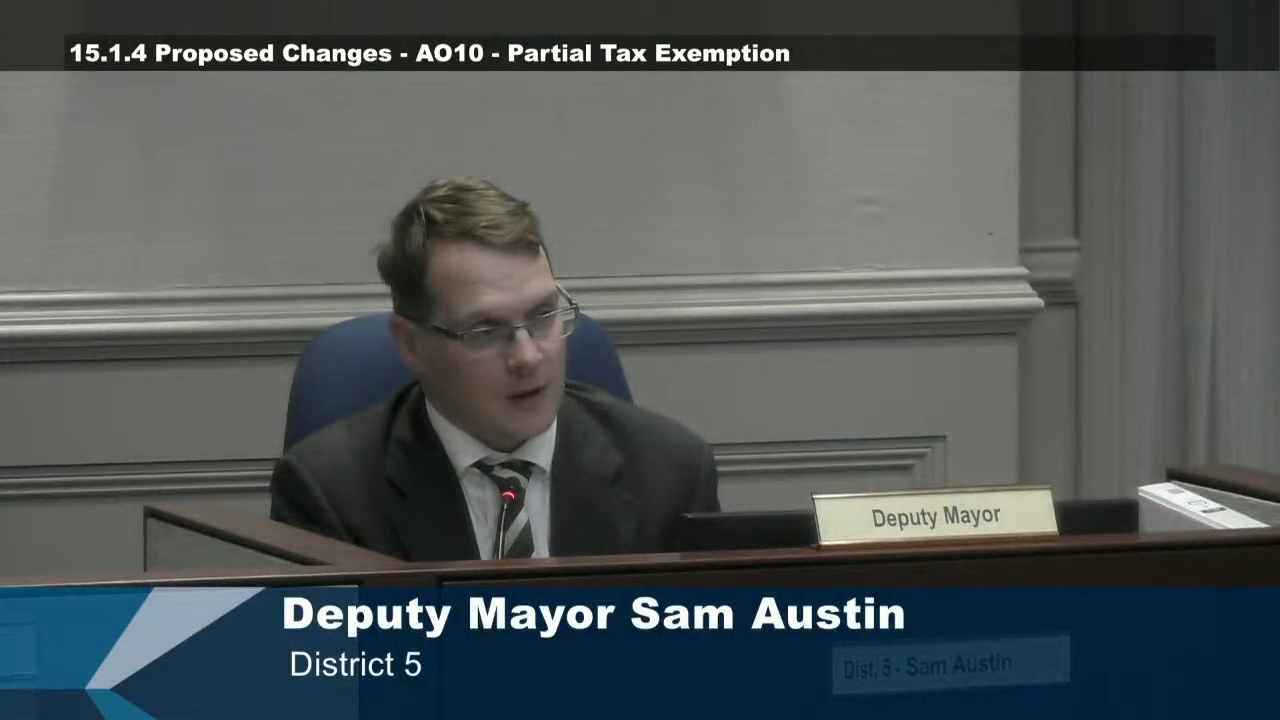 15.1.4 Proposed Changes - AO10 - Partial Tax Exemption
Deputy Mayor
Deputy Mayor Sam Austin
District 5
Dist. 5 - Sam Austin